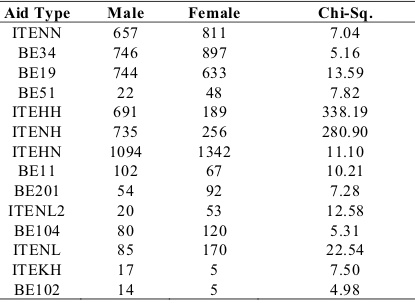 Aid Type Male Female Chi-Sq.
ITENN 657 811 7.04
BE34 746 897 5.16
BE19 744 633 13.59
BE51 22 48 7.82
ITEHH 691 189 338.19
ITENH 735 256 280.90
ITEHN 1094 1342 11.10
BE11 102 67 10.21
BE201 54 92 7.28
ITENL2 20 53 12.58
BE104 80 120 5.31
ITENL 85 170 22.54
ITEKH 17 5 7.50
BE102 14 5 4.98